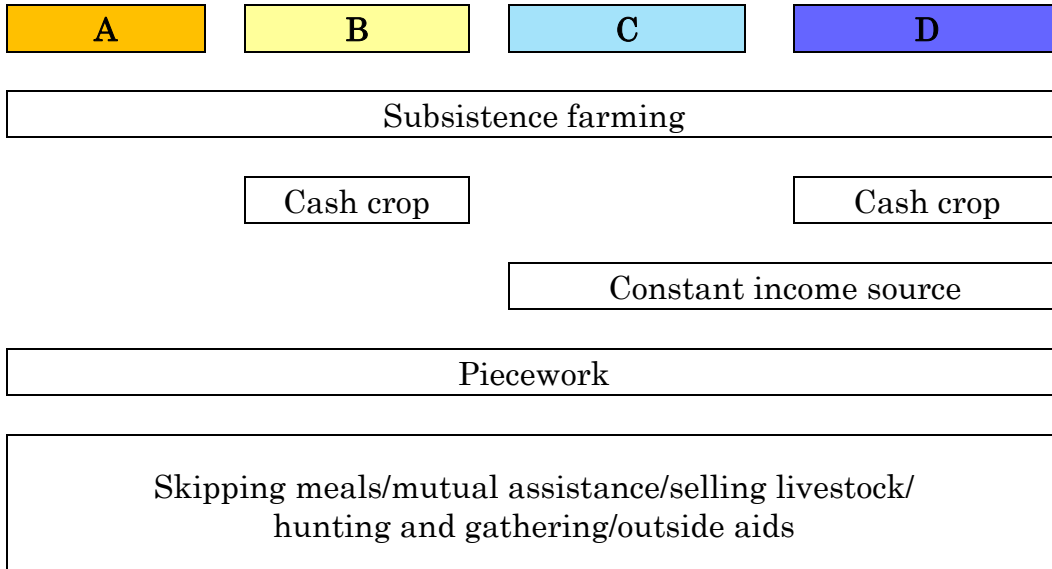 A B C D
Subsistence farming
Cash crop Cash crop
Constant income source
Piecework
Skipping meals/mutual assistance/selling livestock/
hunting and gathering/outside aids